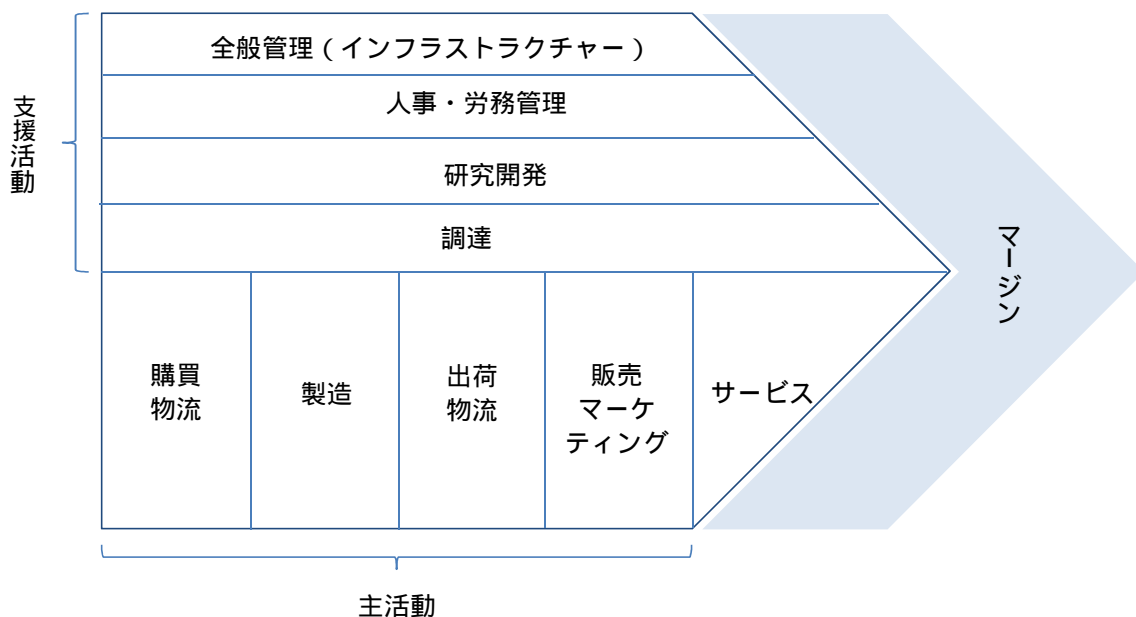 全般管理（インフラストラクチャー）
人事・労務管理
研究開発
調達
支援活動
マージン
購買
物流
製造
出荷
物流
販売
マーケ
ティング
サービス
主活動